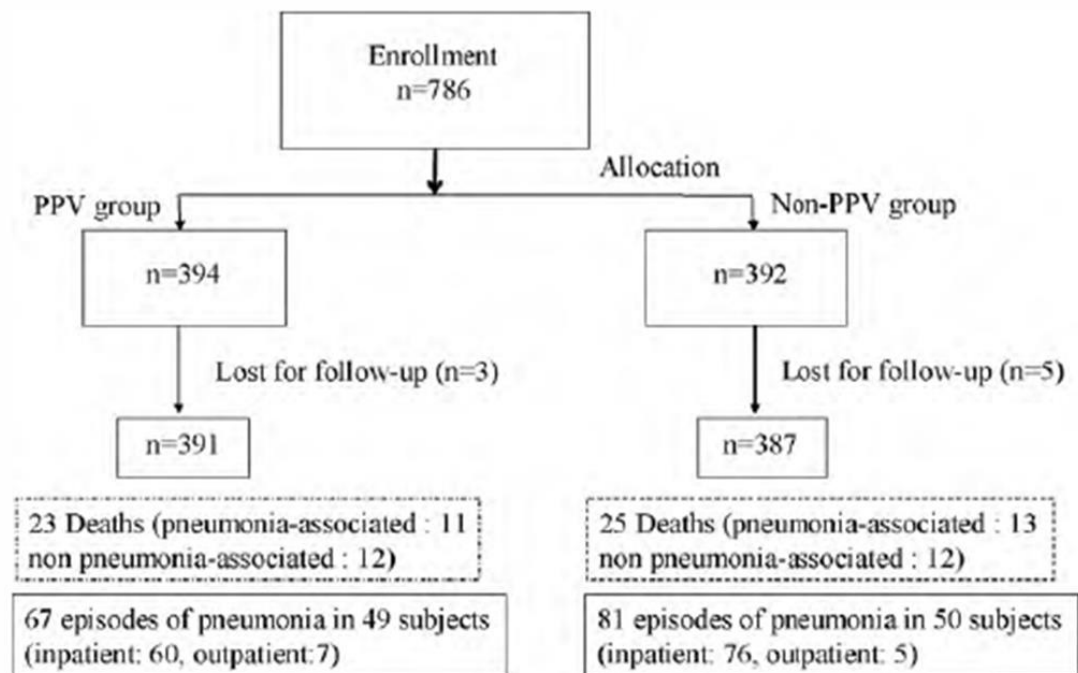 Enrollment
n=786
Allocation
PPV group
Non-PPV group
n=394
n=392
Lost for follow-up (n=3)
Lost for follow-up (n=5)
n=391
n=387
23 Deaths (pneumonia-associated : 11
non pneumonia-associated : 12)
25 Deaths (pneumonia-associated : 13
non pneumonia-associated : 12)
67 episodes of pneumonia in 49 subjects
(inpatient: 60, outpatient:7)
81 episodes of pneumonia in 50 subjects
(inpatient: 76, outpatient: 5)